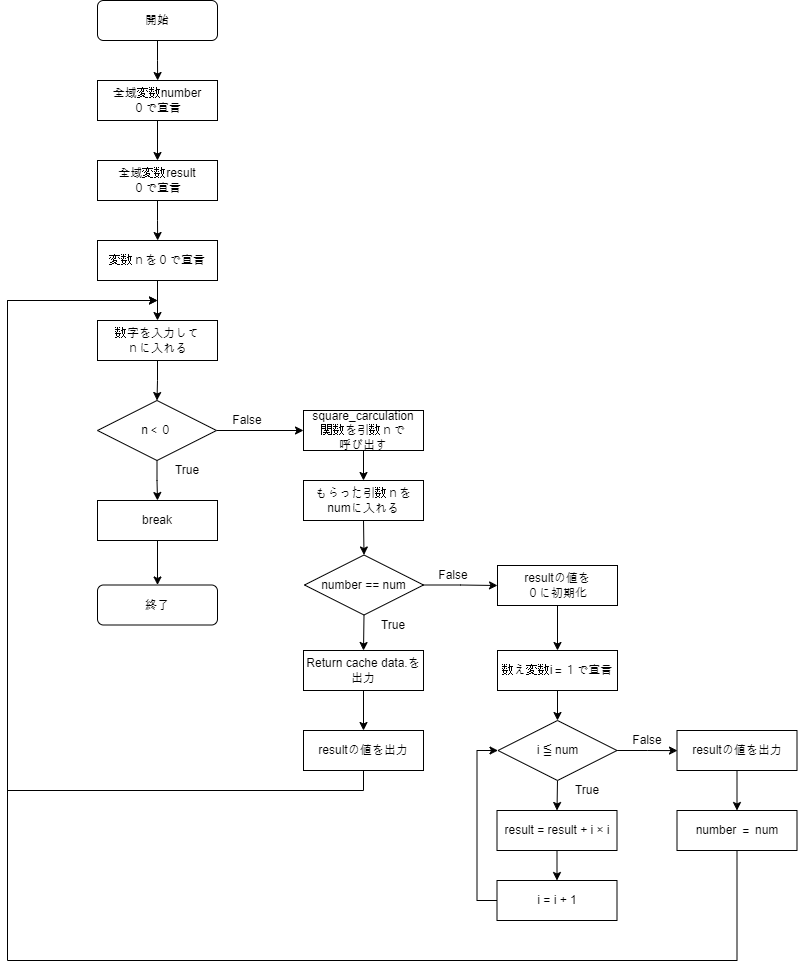 開始
全域変数number
０で宣言
全域変数result
０で宣言
変数ｎを０で宣言
数字を入力して
ｎに入れる
n < 0
False
True
break
終了
square_carculation
関数を引数ｎで
呼び出す
もらった引数ｎを
numに入れる
number == num
False
True
Return cache data.を
出力
resultの値を出力
resultの値を
０に初期化
数え変数i = １で宣言
i ≦ num
False
True
result = result + i × i
i = i + 1
resultの値を出力
number = num